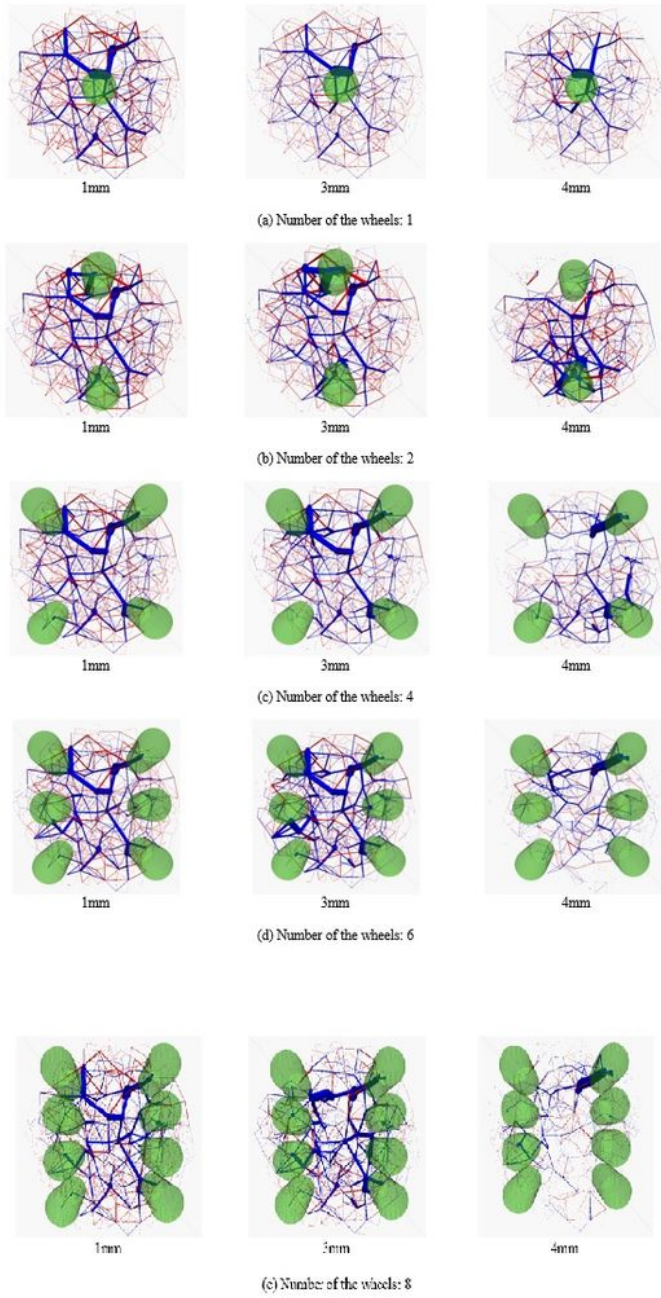 1mm 3mm 4mm
(a) Number of the wheels: 1
1mm 3mm 4mm
(b) Number of the wheels: 2
1mm 3mm 4mm
(c) Number of the wheels: 4
1mm 3mm 4mm
(d) Number of the wheels: 6
1mm 3mm 4mm
(e) Number of the wheels: 8